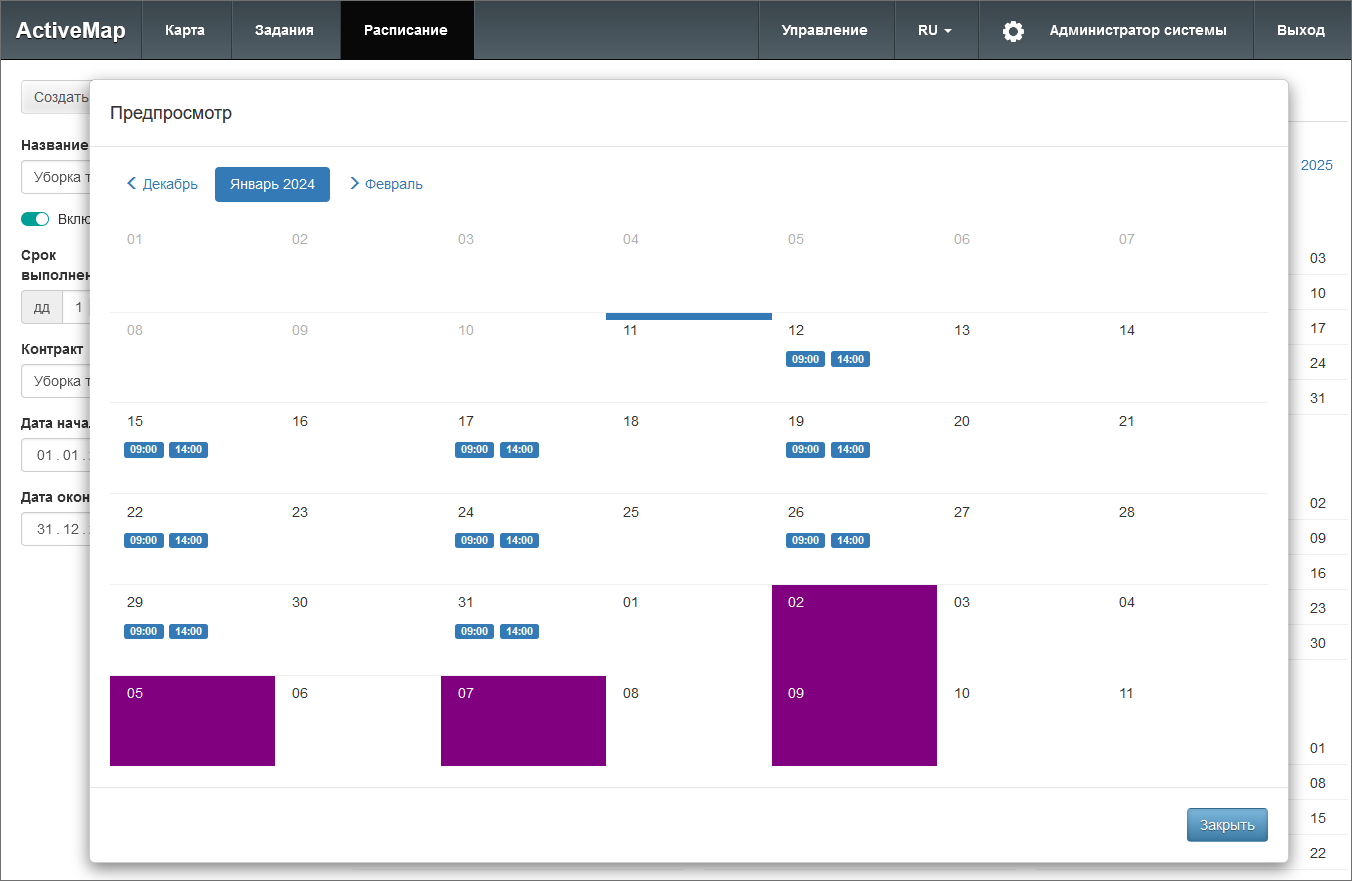 ActiveMap Карта Задания Расписание Управление RU Администратор системы Выход
Создать
Предпросмотр
Название
Уборка
Вклю
Срок
выполнен
дд 1
Контракт
Уборка
Дата нача
01 . 01 .
Дата окон
31 . 12 .
Декабрь Январь 2024 Февраль
01 02 03 04 05 06 07
08 09 10 11 12 13 14
09:00 14:00
15 16 17 18 19 20 21
09:00 14:00 09:00 14:00 09:00 14:00
22 23 24 25 26 27 28
09:00 14:00 09:00 14:00 09:00 14:00
29 30 31 01 02 03 04
09:00 14:00 09:00 14:00
05 06 07 08 09 10 11
Закрыть
2025
03
10
17
24
31
02
09
16
23
30
01
08
15
22